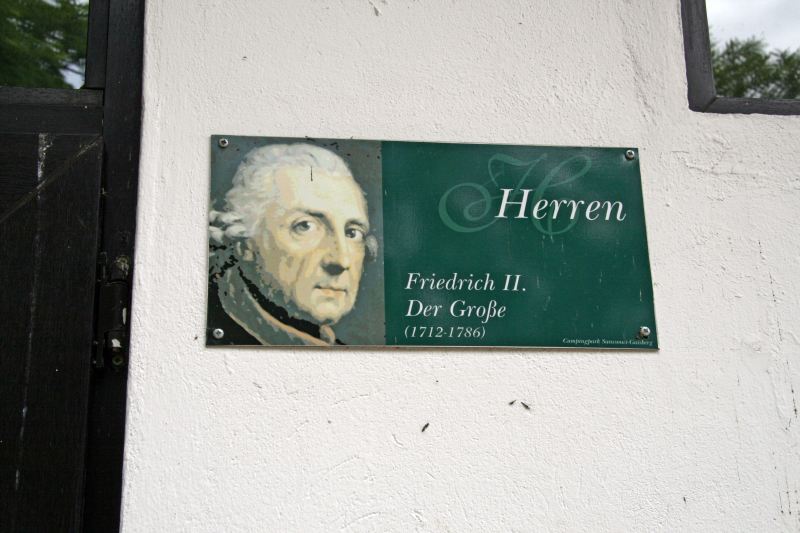 Herren
Friedrich II.
Der Große
(1712-1786)
Campingpark Sanssouci-Gaisberg